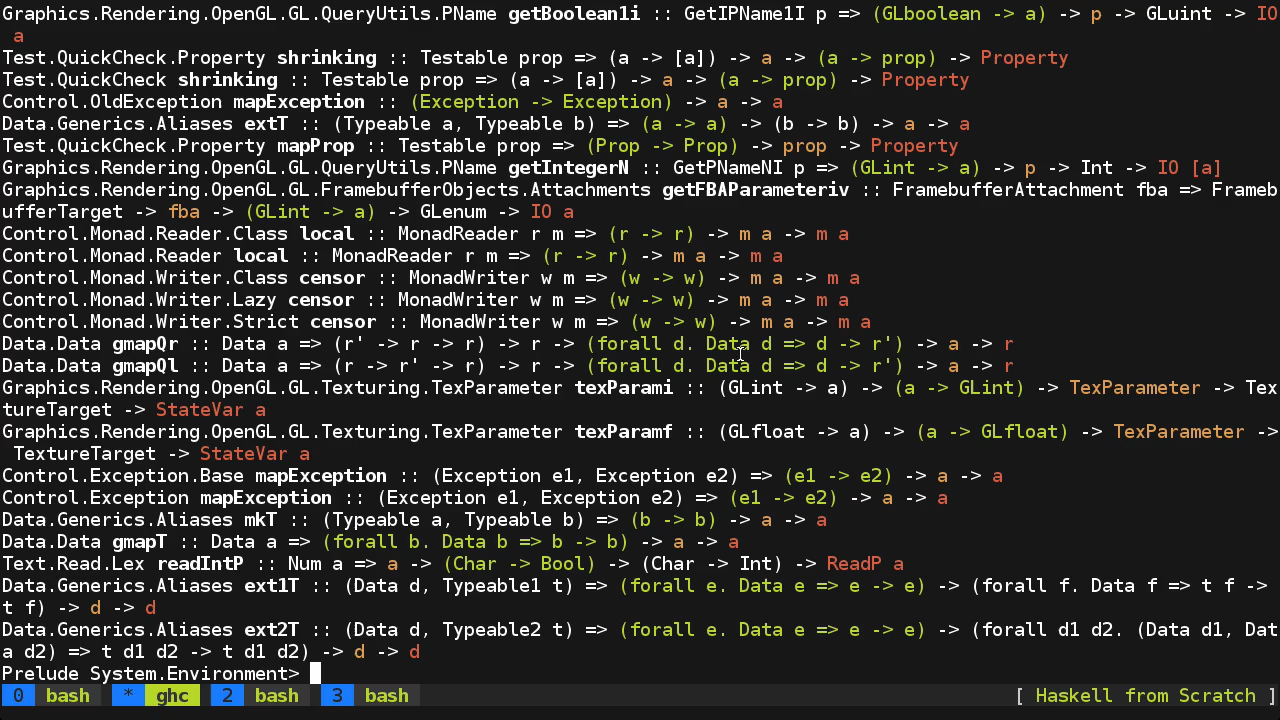 Graphics.Rendering.OpenGL.GL.QueryUtils.PName getBoolean1i :: GetIPName1I p => (GLboolean -> a) -> p -> GLuint -> IO
a
Test.QuickCheck.Property shrinking :: Testable prop => (a -> [a]) -> a -> (a -> prop) -> Property
Test.QuickCheck shrinking :: Testable prop => (a -> [a]) -> a -> (a -> prop) -> Property
Control.OldException mapException :: (Exception -> Exception) -> a -> a
Data.Generics.Aliases extT :: (Typeable a, Typeable b) => (a -> a) -> (b -> b) -> a -> a
Test.QuickCheck.Property mapProp :: Testable prop => (Prop -> Prop) -> prop -> Property
Graphics.Rendering.OpenGL.GL.QueryUtils.PName getIntegerN :: GetPNameNI p => (GLint -> a) -> p -> Int -> IO [a]
Graphics.Rendering.OpenGL.GL.FramebufferObjects.Attachments getFBAParameteriv :: FramebufferAttachment fba => Frameb
ufferTarget -> fba -> (GLint -> a) -> GLenum -> IO a
Control.Monad.Reader.Class local :: MonadReader r m => (r -> r) -> m a -> m a
Control.Monad.Reader local :: MonadReader r m => (r -> r) -> m a -> m a
Control.Monad.Writer.Class censor :: MonadWriter w m => (w -> w) -> m a -> m a
Control.Monad.Writer.Lazy censor :: MonadWriter w m => (w -> w) -> m a -> m a
Control.Monad.Writer.Strict censor :: MonadWriter w m => (w -> w) -> m a -> m a
Data.Data gmapQr :: Data a => (r' -> r -> r) -> r -> (forall d. Data d => d -> r') -> a -> r
Data.Data gmapQl :: Data a => (r -> r' -> r) -> r -> (forall d. Data d => d -> r') -> a -> r
Graphics.Rendering.OpenGL.GL.Texturing.TexParameter texParami :: (GLint -> a) -> (a -> GLint) -> TexParameter -> Tex
tureTarget -> StateVar a
Graphics.Rendering.OpenGL.GL.Texturing.TexParameter texParamf :: (GLfloat -> a) -> (a -> GLfloat) -> TexParameter ->
TextureTarget -> StateVar a
Control.Exception.Base mapException :: (Exception e1, Exception e2) => (e1 -> e2) -> a -> a
Control.Exception mapException :: (Exception e1, Exception e2) => (e1 -> e2) -> a -> a
Data.Generics.Aliases mkT :: (Typeable a, Typeable b) => (b -> b) -> a -> a
Data.Data gmapT :: Data a => (forall b. Data b => b -> b) -> a -> a
Text.Read.Lex readIntP :: Num a => a -> (Char -> Bool) -> (Char -> Int) -> ReadP a
Data.Generics.Aliases ext1T :: (Data d, Typeable1 t) => (forall e. Data e => e -> e) -> (forall f. Data f => t f ->
t f) -> d -> d
Data.Generics.Aliases ext2T :: (Data d, Typeable2 t) => (forall e. Data e => e -> e) -> (forall d1 d2. (Data d1, Dat
a d2) => t d1 d2 -> t d1 d2) -> d -> d
Prelude System.Environment>
0 bash * ghc 2 bash 3 bash [ Haskell from Scratch ]